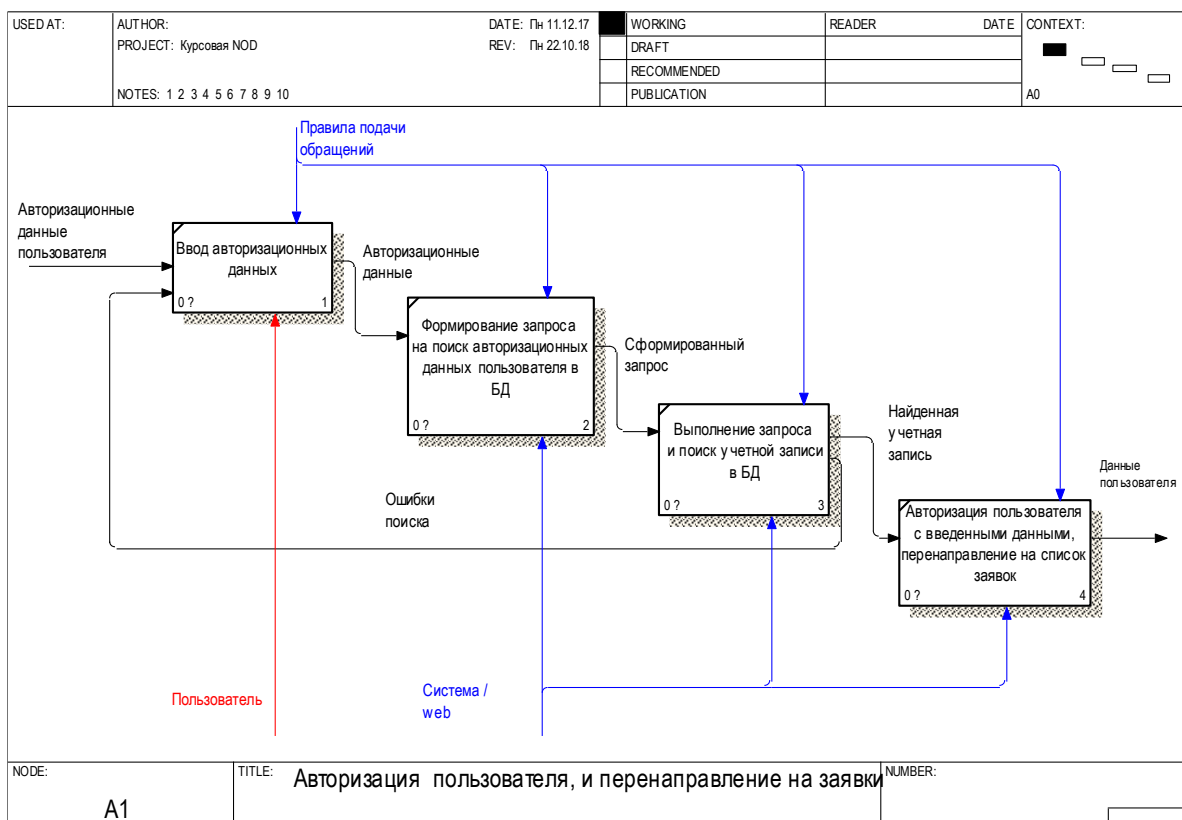 USED AT:
AUTHOR:
DATE: Пн 11.12.17
WORKING
READER
DATE
CONTEXT:
PROJECT: Курсовая NOD
REV: Пн 22.10.18
DRAFT
RECOMMENDED
NOTES: 1 2 3 4 5 6 7 8 9 10
PUBLICATION
A0
Правила подачи
обращений
Авторизационные
данные
пользователя
Ввод авторизационных
данных
0 ?
1
Авторизационные
данные
Формирование запроса
на поиск авторизационных
данных пользователя в
БД
0 ?
2
Сформированный
запрос
Выполнение запроса
и поиск учетной записи
в БД
0 ?
3
Найденная
учетная
запись
Данные
пользователя
Ошибки
поиска
Авторизация пользователя
с введенными данными,
перенаправление на список
заявок
0 ?
4
Пользователь
Система /
web
NODE:
A1
TITLE:
Авторизация пользователя, и перенаправление на заявки
NUMBER: